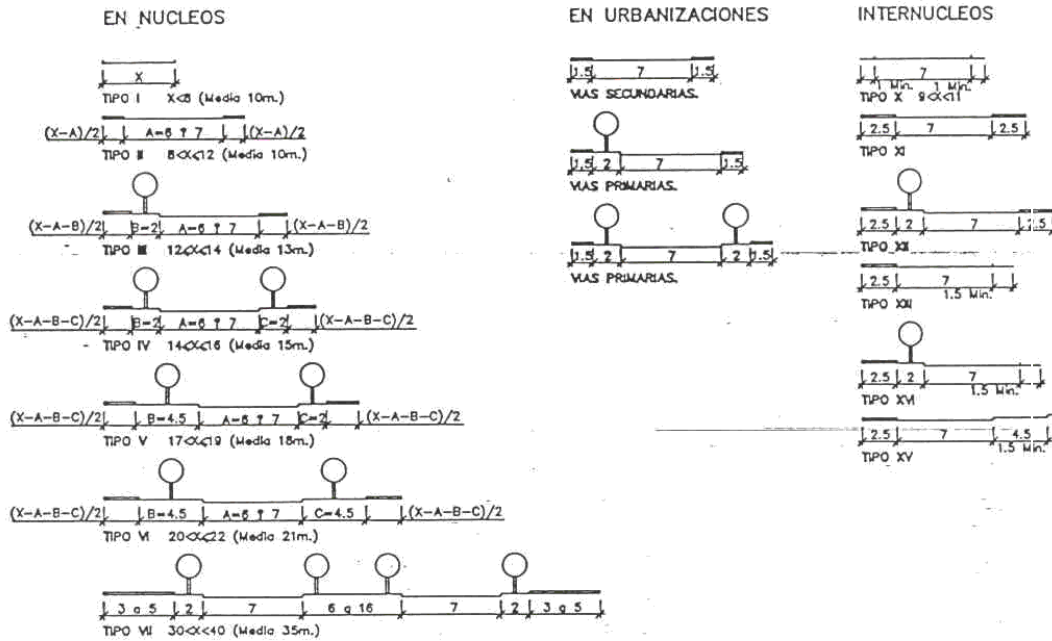 EN NUCLEOS
X
TIPO I X<8 (Media 10m.)
(X-A)/2 A=6 ? 7 (X-A)/2
TIPO II 8<X<12 (Media 10m.)
(X-A-B)/2 B=2 A=6 ? 7 (X-A-B)/2
TIPO III 12<X<14 (Media 13m.)
(X-A-B-C)/2 B=2 A=6 ? 7 C=2 (X-A-B-C)/2
TIPO IV 14<X<16 (Media 15m.)
(X-A-B-C)/2 B=4.5 A=6 ? 7 C=2 (X-A-B-C)/2
TIPO V 17<X<19 (Media 18m.)
(X-A-B-C)/2 B=4.5 A=6 ? 7 C=4.5 (X-A-B-C)/2
TIPO VI 20<X<22 (Media 21m.)
3 a 5 2 7 6 a 16 7 2 3 a 5
TIPO VII 30<X<40 (Media 35m.)
EN URBANIZACIONES
1.5 7 1.5
VIAS SECUNDARIAS.
1.5 2 7 1.5
VIAS PRIMARIAS.
1.5 2 7 2 1.5
VIAS PRIMARIAS.
INTERNUCLEOS
7
1 Min. 1 Min.
TIPO X 9<X<11
2.5 7 2.5
TIPO XI
2.5 2 7 2.5
TIPO XII
2.5 7
1.5 Min.
TIPO XIII
2.5 2 7
1.5 Min.
TIPO XVI
2.5 7 4.5
1.5 Min.
TIPO XV